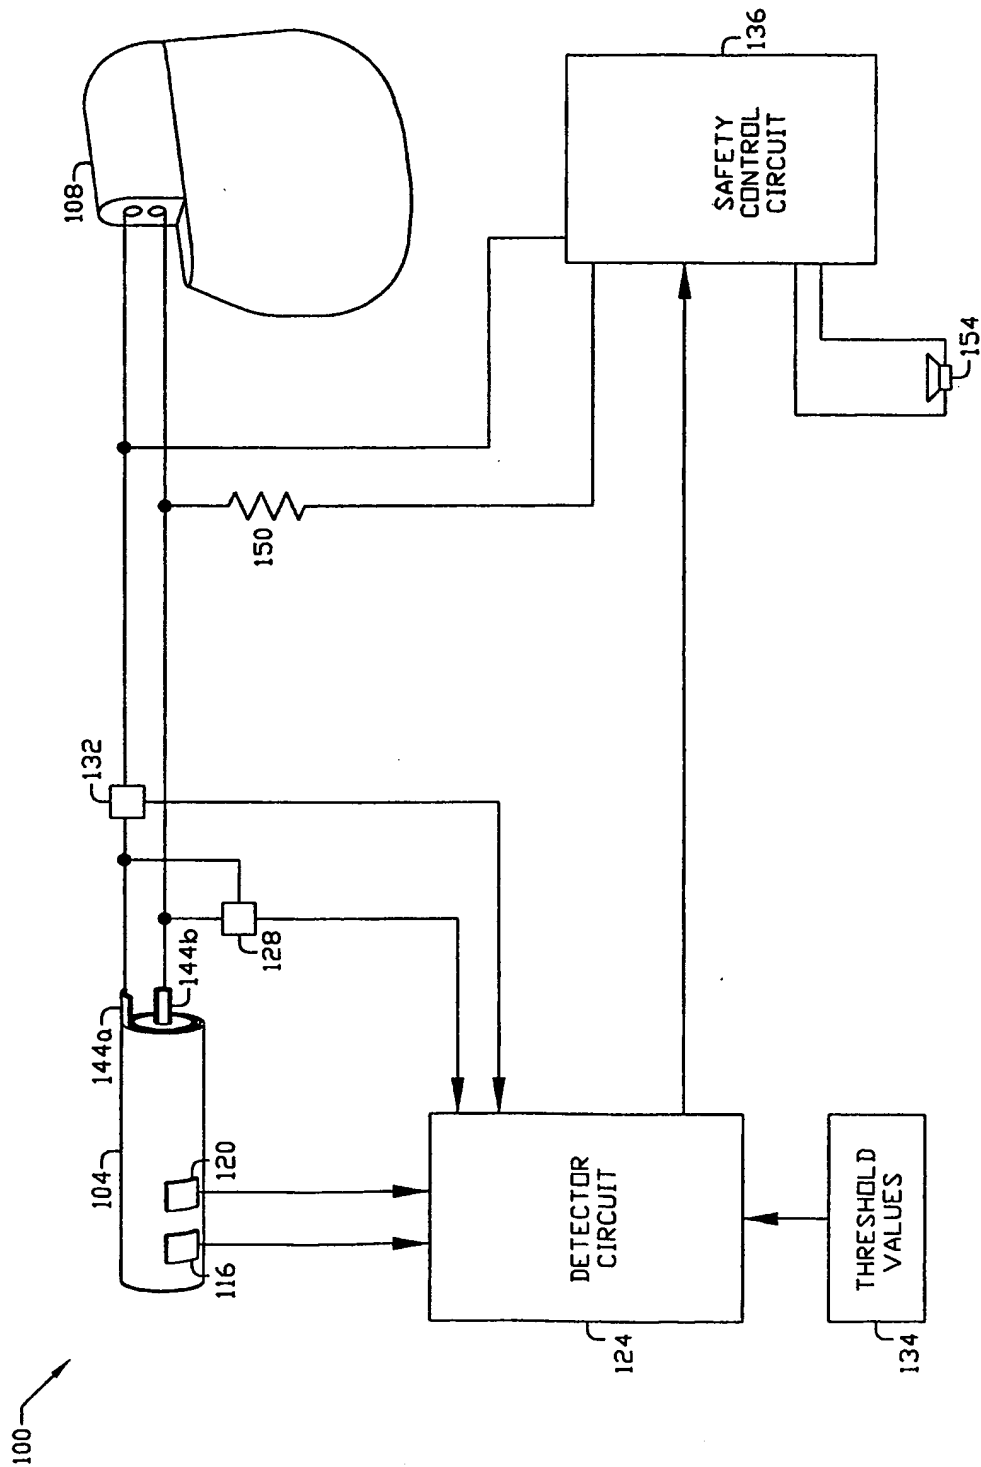 100
104
144a
144b
132
108
116
120
128
150
DETECTOR
CIRCUIT
124
SAFETY
CONTROL
CIRCUIT
136
THRESHOLD
VALUES
134
154